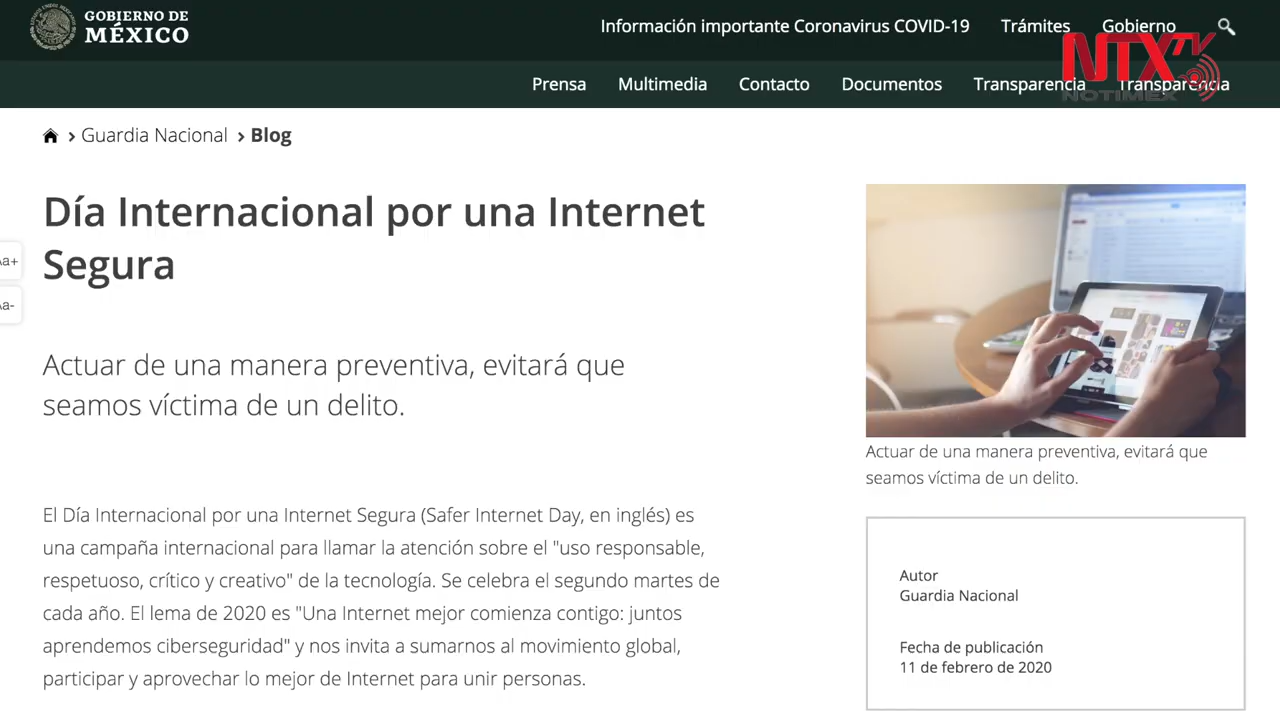 GOBIERNO DE
MÉXICO
Información importante Coronavirus COVID-19 Trámites Gobierno
Prensa Multimedia Contacto Documentos Transparencia Transparencia
NTX TV
NOTIMEX
Guardia Nacional > Blog
Aa+
Aa-
Día Internacional por una Internet
Segura
Actuar de una manera preventiva, evitará que
seamos víctima de un delito.
El Día Internacional por una Internet Segura (Safer Internet Day, en inglés) es
una campaña internacional para llamar la atención sobre el "uso responsable,
respetuoso, crítico y creativo" de la tecnología. Se celebra el segundo martes de
cada año. El lema de 2020 es "Una Internet mejor comienza contigo: juntos
aprendemos ciberseguridad" y nos invita a sumarnos al movimiento global,
participar y aprovechar lo mejor de Internet para unir personas.
Actuar de una manera preventiva, evitará que
seamos víctima de un delito.
Autor
Guardia Nacional
Fecha de publicación
11 de febrero de 2020